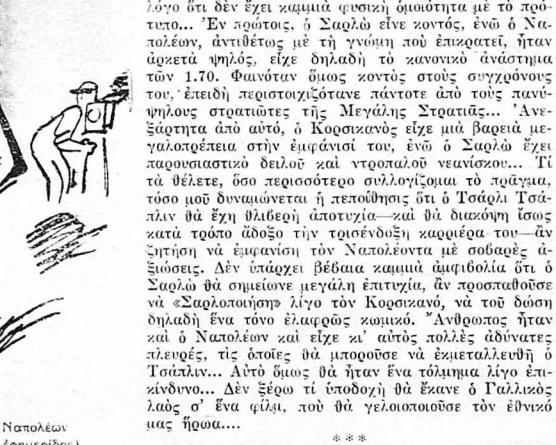 λόγο ὅτι δὲν ἔχει καμμιὰ φυσικὴ ὁμοιότητα μὲ τὸ πρό-
τυπο... Ἐν πρώτοις, ὁ Σαρλὼ εἶνε κοντός, ἐνῶ ὁ Να-
πολέων, ἀντιθέτως μὲ τὴ γνώμη ποὺ ἐπικρατεῖ, ἦταν
ἀρκετὰ ψηλός, εἶχε δηλαδὴ τὸ κανονικὸ ἀνάστημα
τῶν 1.70. Φαινόταν ὅμως κοντὸς στοὺς συγχρόνους
του, ἐπειδὴ περιστοιχιζότανε πάντοτε ἀπὸ τοὺς πανύ-
ψηλους στρατιῶτες τῆς Μεγάλης Στρατιᾶς... Ἀνε-
ξάρτητα ἀπὸ αὐτό, ὁ Κορσικανὸς εἶχε μιὰ βαρειὰ με-
γαλοπρέπεια στὴν ἐμφάνισί του, ἐνῶ ὁ Σαρλὼ ἔχει
παρουσιαστικὸ δειλοῦ καὶ ντροπαλοῦ νεανίσκου... Τί
τὰ θέλετε, ὅσο περισσότερο συλλογίζομαι τὸ πρᾶγμα,
τόσο μοῦ δυναμώνεται ἡ πεποίθησις ὅτι ὁ Τσάρλι Τσά-
πλιν θὰ ἔχη θλιβερὴ ἀποτυχία—καὶ θὰ διακόψη ἴσως
κατὰ τρόπο ἄδοξο τὴν τρισένδοξη καρριέρα του—ἂν
ζητήση νὰ ἐμφανίση τὸν Ναπολέοντα μὲ σοβαρὲς ἀ-
ξιώσεις. Δὲν ὑπάρχει βέβαια καμμιὰ ἀμφιβολία ὅτι ὁ
Σαρλὼ θὰ σημείωνε μεγάλη ἐπιτυχία, ἂν προσπαθοῦσε
νὰ «Σαρλοποιήση» λίγο τὸν Κορσικανό, νὰ τοῦ δώση
δηλαδὴ ἕνα τόνο ἐλαφρῶς κωμικό. Ἄνθρωπος ἦταν
καὶ ὁ Ναπολέων καὶ εἶχε κι' αὐτὸς πολλὲς ἀδύνατες
πλευρές, τὶς ὁποῖες θὰ μποροῦσε νὰ ἐκμεταλλευθῆ ὁ
Τσάπλιν... Αὐτὸ ὅμως θὰ ἦταν ἕνα τόλμημα λίγο ἐπι-
κίνδυνο... Δὲν ξέρω τί ὑποδοχὴ θὰ ἔκανε ὁ Γαλλικὸς
λαὸς σ' ἕνα φίλμ, ποὺ θὰ γελοιοποιοῦσε τὸν ἐθνικό
μας ἥρωα....
* * *
Ναπολέων